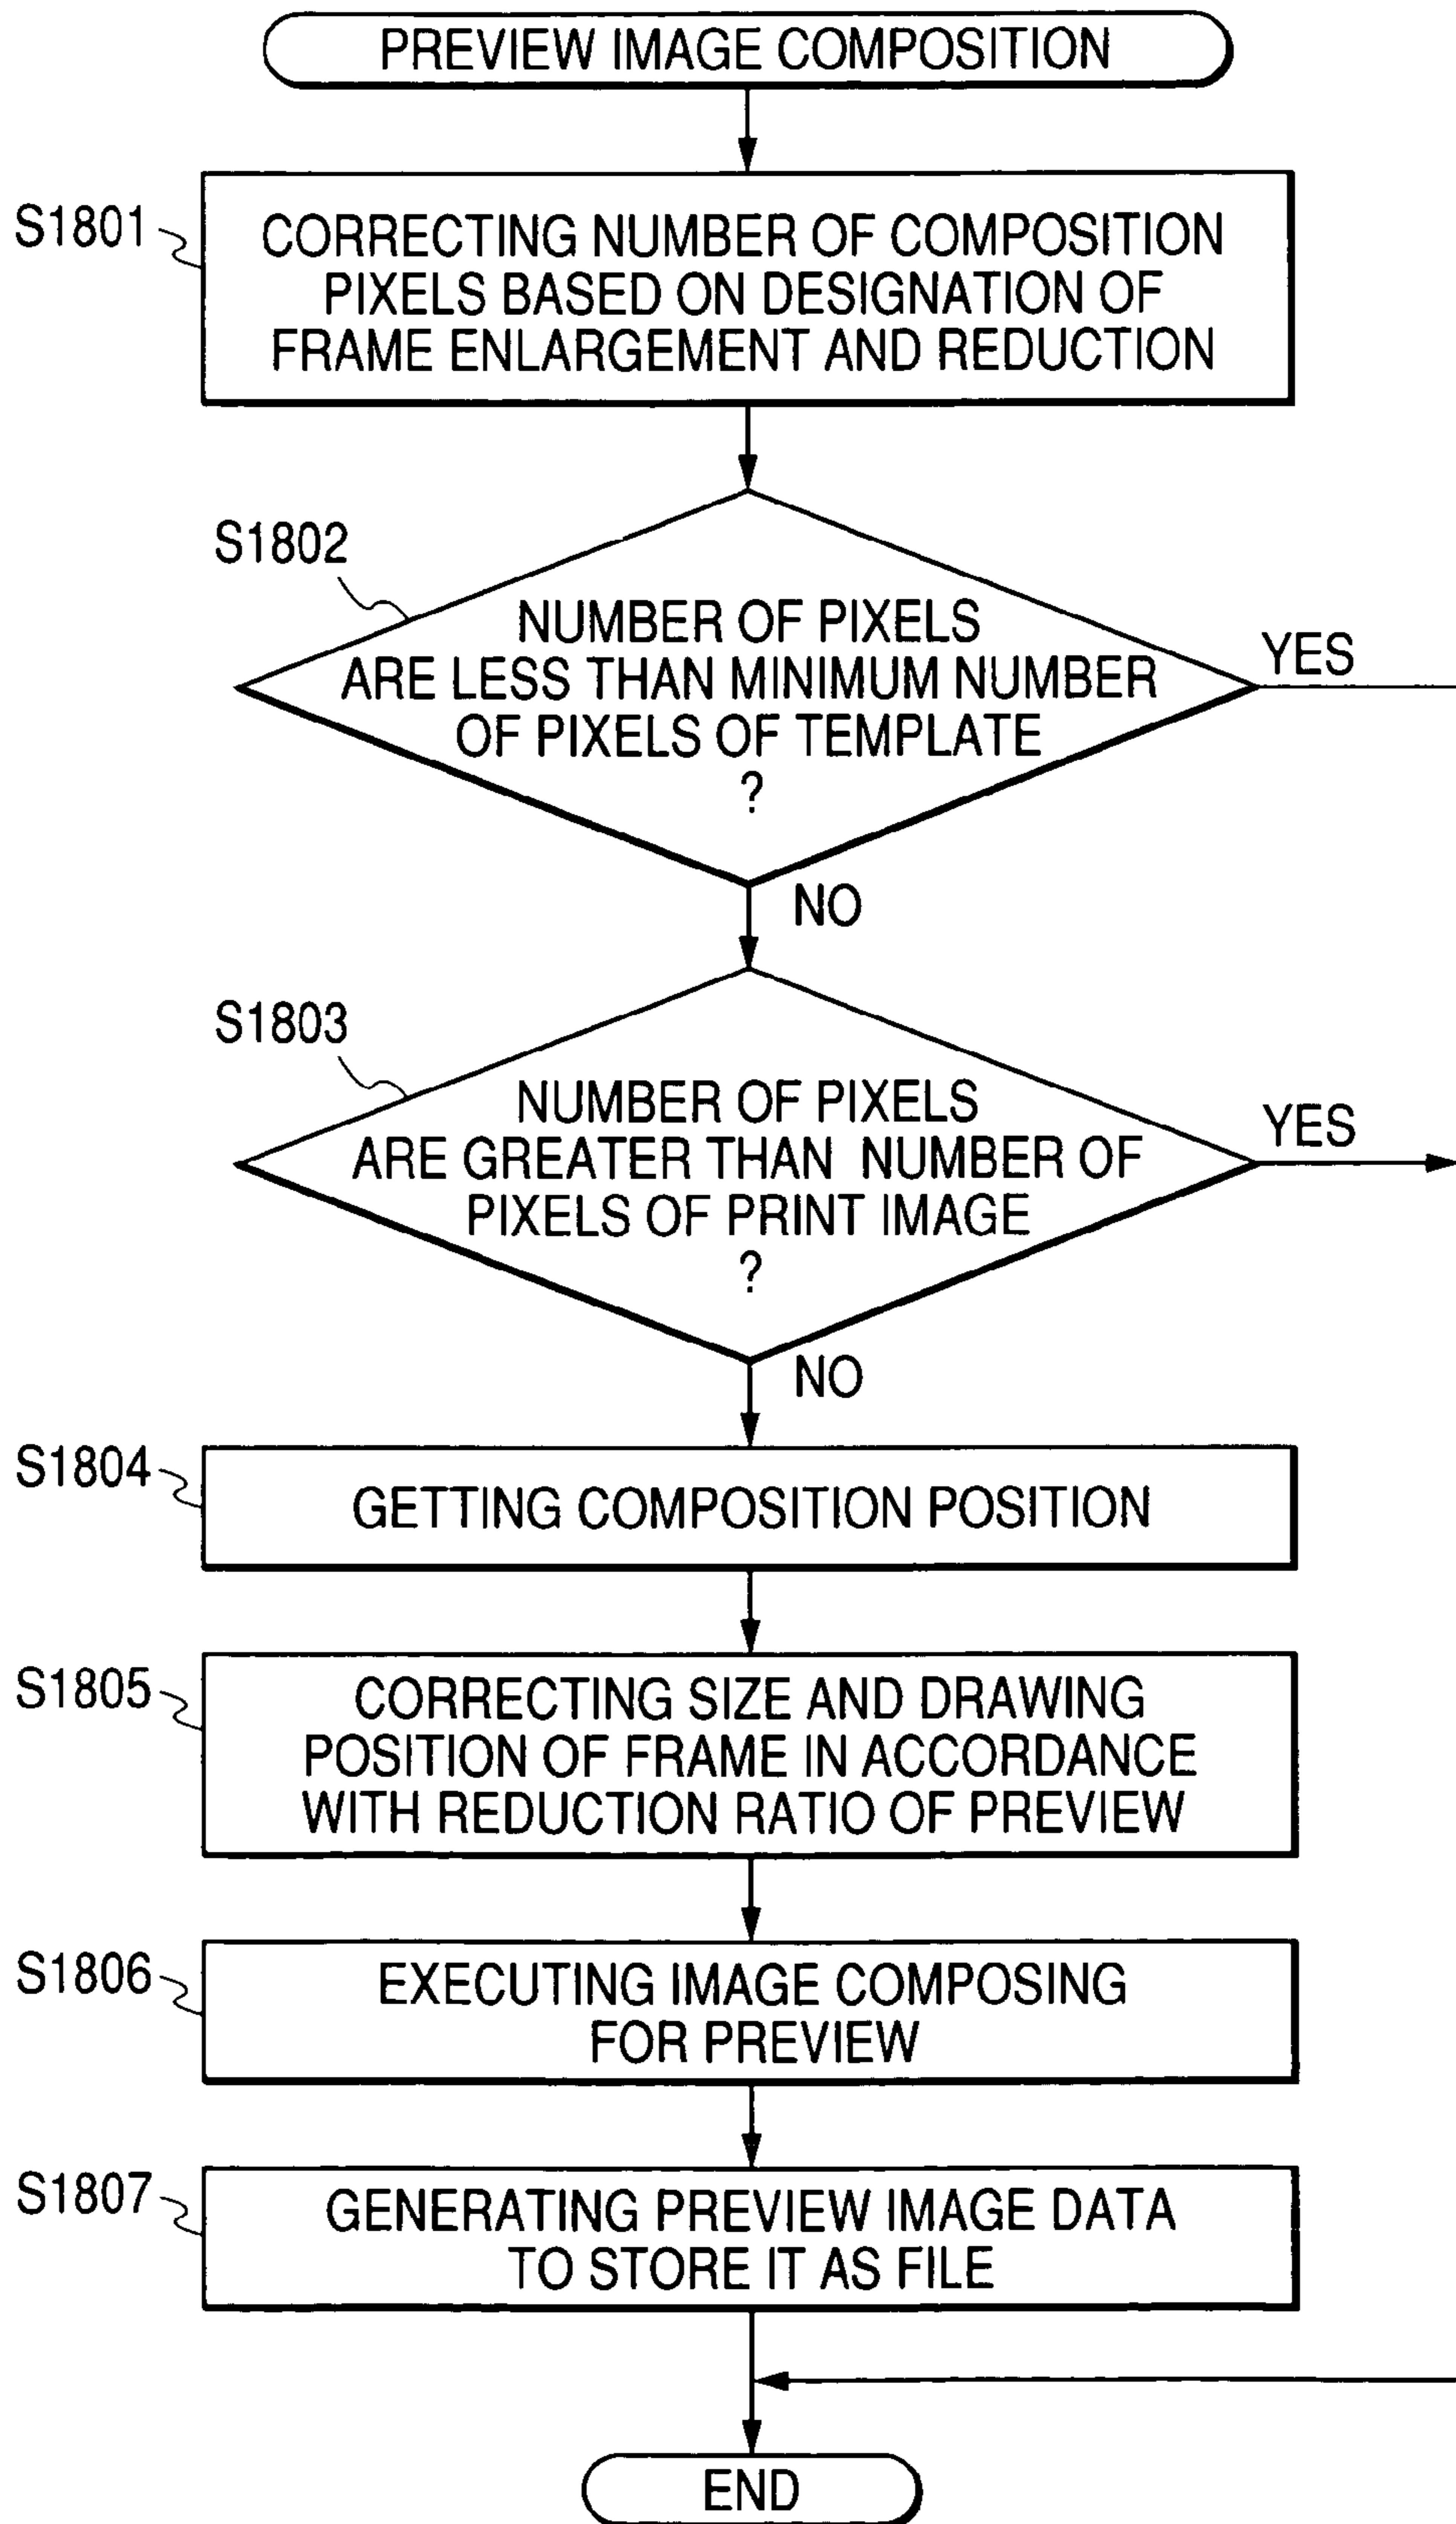 PREVIEW IMAGE COMPOSITION
S1801
CORRECTING NUMBER OF COMPOSITION
PIXELS BASED ON DESIGNATION OF
FRAME ENLARGEMENT AND REDUCTION
S1802
NUMBER OF PIXELS
ARE LESS THAN MINIMUM NUMBER
OF PIXELS OF TEMPLATE
?
YES
NO
S1803
NUMBER OF PIXELS
ARE GREATER THAN NUMBER OF
PIXELS OF PRINT IMAGE
?
YES
NO
S1804
GETTING COMPOSITION POSITION
S1805
CORRECTING SIZE AND DRAWING
POSITION OF FRAME IN ACCORDANCE
WITH REDUCTION RATIO OF PREVIEW
S1806
EXECUTING IMAGE COMPOSING
FOR PREVIEW
S1807
GENERATING PREVIEW IMAGE DATA
TO STORE IT AS FILE
END